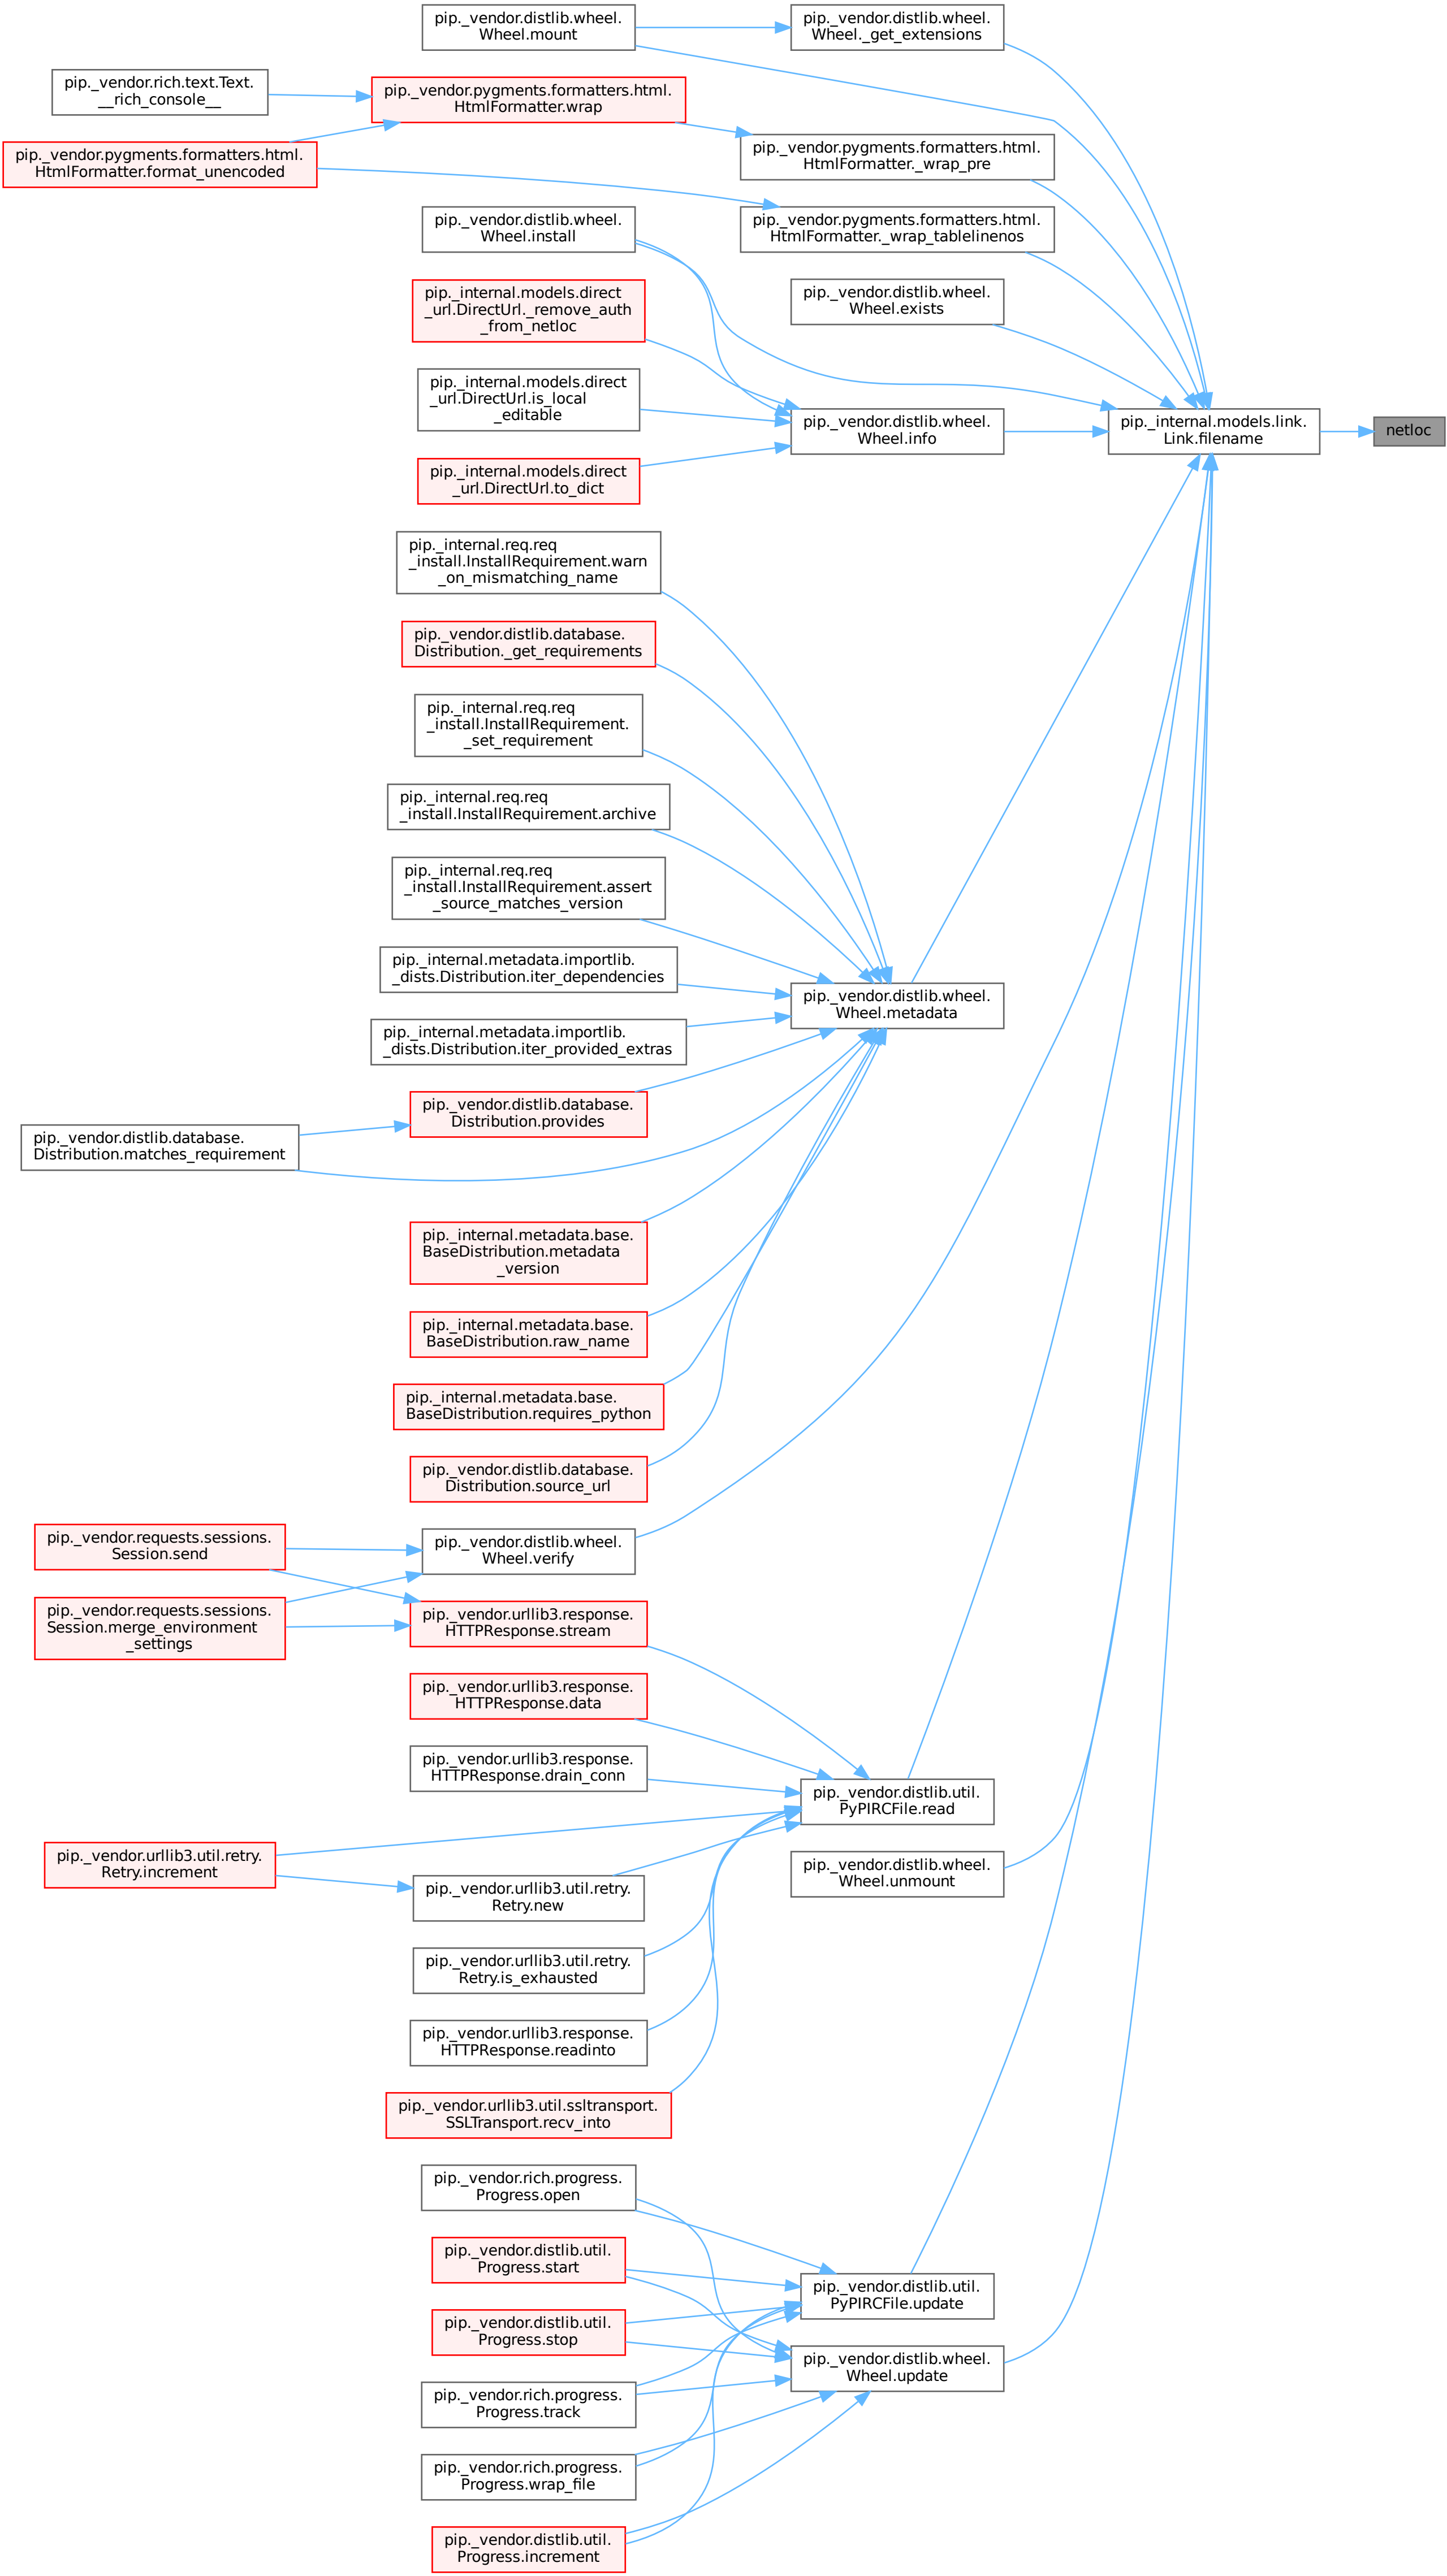 pip._vendor.distlib.wheel.
Wheel.mount
pip._vendor.distlib.wheel.
Wheel._get_extensions
pip._vendor.rich.text.Text.
__rich_console__
pip._vendor.pygments.formatters.html.
HtmlFormatter.wrap
pip._vendor.pygments.formatters.html.
HtmlFormatter._wrap_pre
pip._vendor.pygments.formatters.html.
HtmlFormatter.format_unencoded
pip._vendor.distlib.wheel.
Wheel.install
pip._vendor.pygments.formatters.html.
HtmlFormatter._wrap_tablelinenos
pip._internal.models.direct
_url.DirectUrl._remove_auth
_from_netloc
pip._vendor.distlib.wheel.
Wheel.exists
pip._internal.models.direct
_url.DirectUrl.is_local
_editable
pip._vendor.distlib.wheel.
Wheel.info
pip._internal.models.link.
Link.filename
netloc
pip._internal.models.direct
_url.DirectUrl.to_dict
pip._internal.req.req
_install.InstallRequirement.warn
_on_mismatching_name
pip._vendor.distlib.database.
Distribution._get_requirements
pip._internal.req.req
_install.InstallRequirement.
_set_requirement
pip._internal.req.req
_install.InstallRequirement.archive
pip._internal.req.req
_install.InstallRequirement.assert
_source_matches_version
pip._internal.metadata.importlib.
_dists.Distribution.iter_dependencies
pip._vendor.distlib.wheel.
Wheel.metadata
pip._internal.metadata.importlib.
_dists.Distribution.iter_provided_extras
pip._vendor.distlib.database.
Distribution.provides
pip._vendor.distlib.database.
Distribution.matches_requirement
pip._internal.metadata.base.
BaseDistribution.metadata
_version
pip._internal.metadata.base.
BaseDistribution.raw_name
pip._internal.metadata.base.
BaseDistribution.requires_python
pip._vendor.distlib.database.
Distribution.source_url
pip._vendor.requests.sessions.
Session.send
pip._vendor.distlib.wheel.
Wheel.verify
pip._vendor.requests.sessions.
Session.merge_environment
_settings
pip._vendor.urllib3.response.
HTTPResponse.stream
pip._vendor.urllib3.response.
HTTPResponse.data
pip._vendor.urllib3.response.
HTTPResponse.drain_conn
pip._vendor.distlib.util.
PyPIRCFile.read
pip._vendor.urllib3.util.retry.
Retry.increment
pip._vendor.distlib.wheel.
Wheel.unmount
pip._vendor.urllib3.util.retry.
Retry.new
pip._vendor.urllib3.util.retry.
Retry.is_exhausted
pip._vendor.urllib3.response.
HTTPResponse.readinto
pip._vendor.urllib3.util.ssltransport.
SSLTransport.recv_into
pip._vendor.rich.progress.
Progress.open
pip._vendor.distlib.util.
Progress.start
pip._vendor.distlib.util.
PyPIRCFile.update
pip._vendor.distlib.util.
Progress.stop
pip._vendor.distlib.wheel.
Wheel.update
pip._vendor.rich.progress.
Progress.track
pip._vendor.rich.progress.
Progress.wrap_file
pip._vendor.distlib.util.
Progress.increment